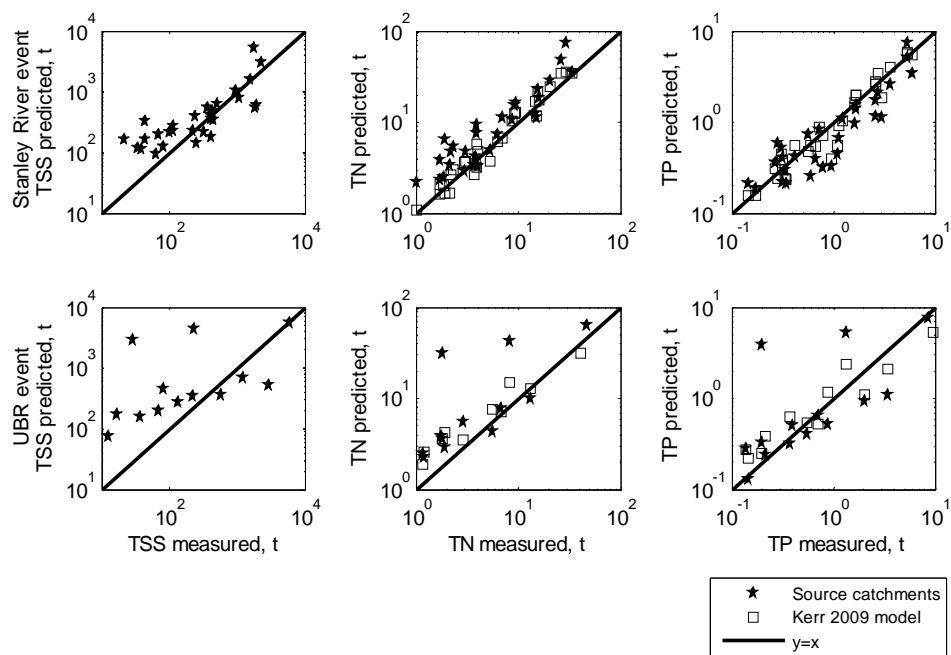 Stanley River event
TSS predicted, t
10^4
10^3
10^2
10^1
10^2
10^4
TN predicted, t
10^2
10^1
10^0
10^0
10^1
10^2
TP predicted, t
10^1
10^0
10^-1
10^-1
10^0
10^1
UBR event
TSS predicted, t
10^4
10^3
10^2
10^1
10^2
10^4
TSS measured, t
TN predicted, t
10^2
10^1
10^0
10^0
10^1
10^2
TN measured, t
TP predicted, t
10^1
10^0
10^-1
10^-1
10^0
10^1
TP measured, t
Source catchments
Kerr 2009 model
y=x